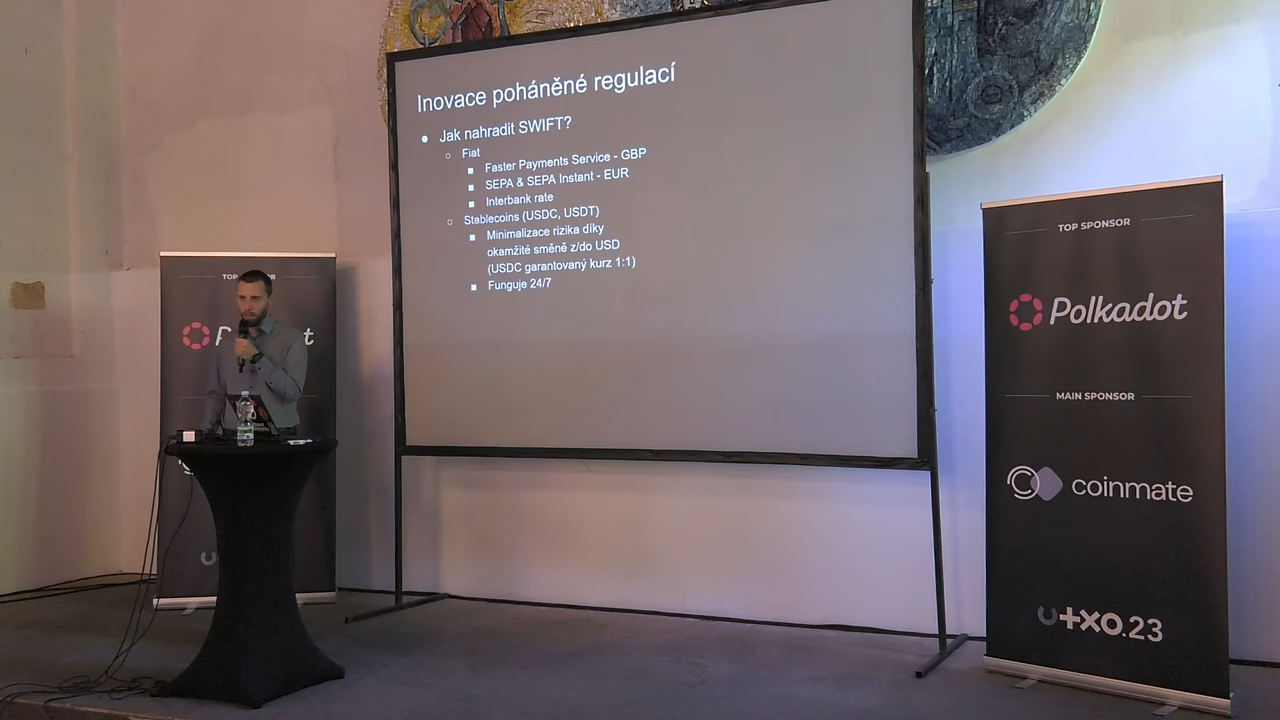 Inovace poháněné regulací
Jak nahradit SWIFT?
Fiat
Faster Payments Service - GBP
SEPA & SEPA Instant - EUR
Interbank rate
Stablecoins (USDC, USDT)
Minimalizace rizika díky
okamžité směně z/do USD
(USDC garantovaný kurz 1:1)
Funguje 24/7
TOP SPONSOR
Polkadot
MAIN SPONSOR
coinmate
utxo.23